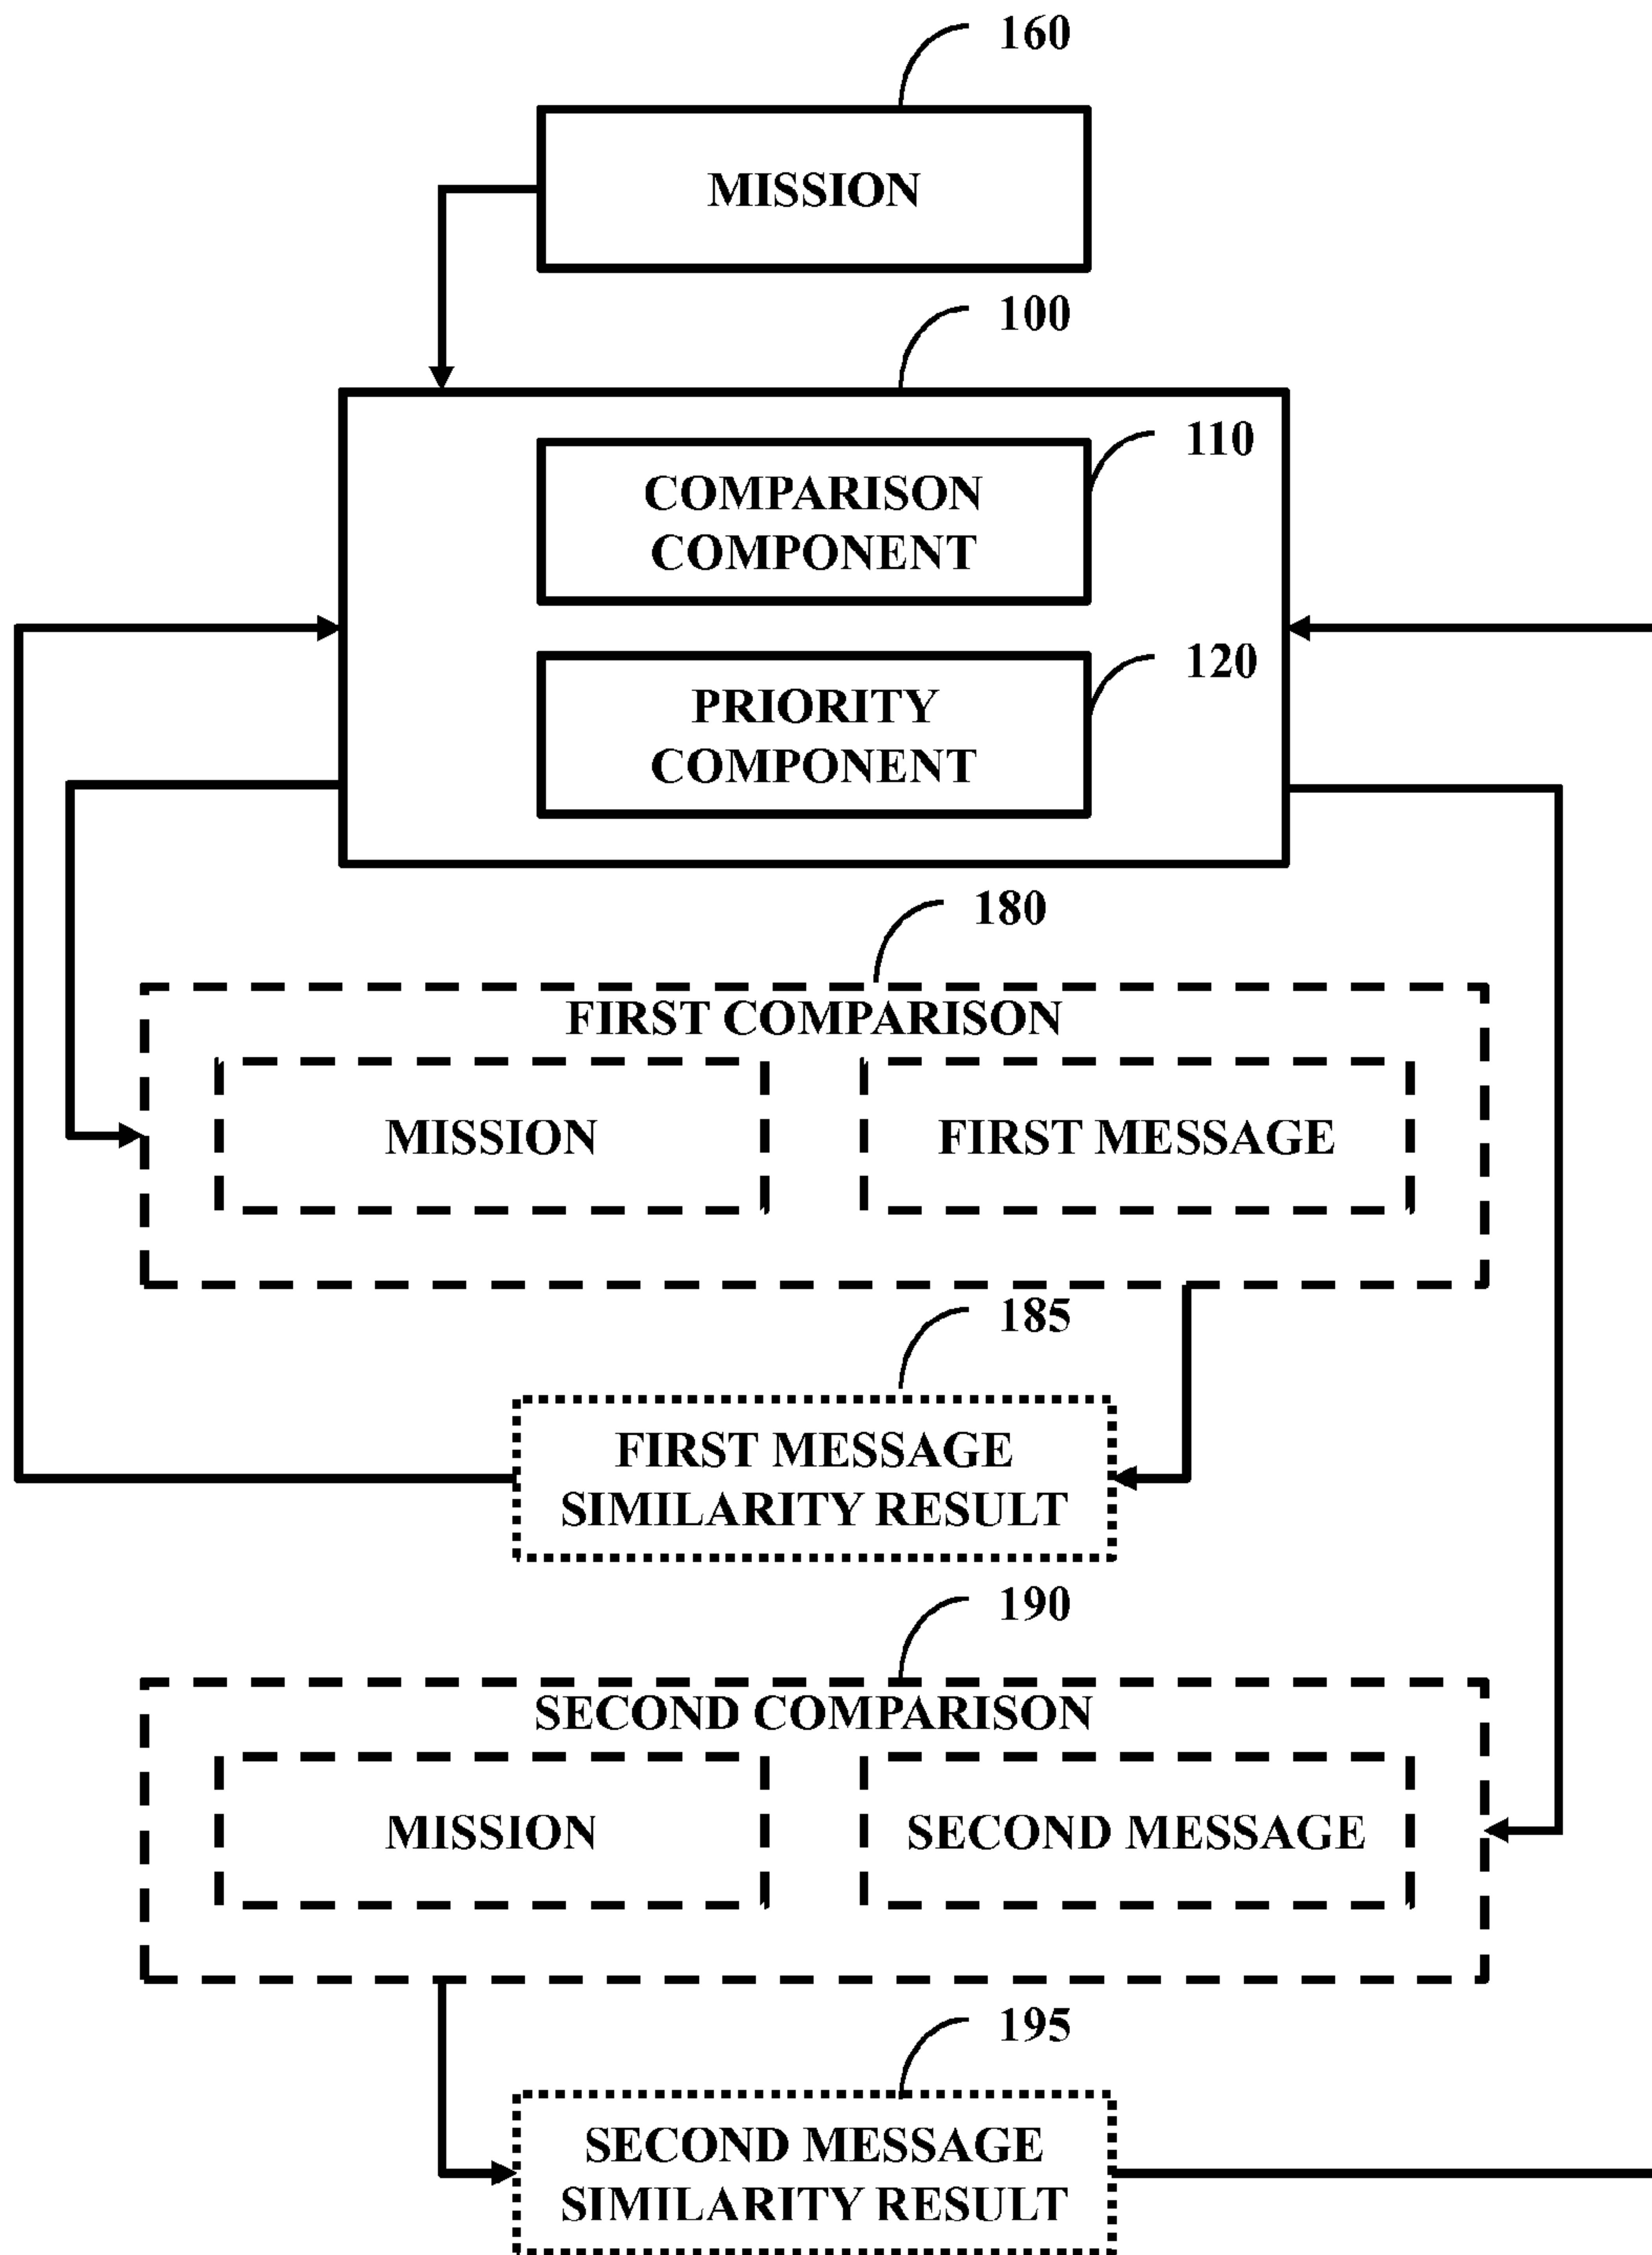 160
MISSION
100
110
COMPARISON
COMPONENT
120
PRIORITY
COMPONENT
180
FIRST COMPARISON
MISSION
FIRST MESSAGE
185
FIRST MESSAGE
SIMILARITY RESULT
190
SECOND COMPARISON
MISSION
SECOND MESSAGE
195
SECOND MESSAGE
SIMILARITY RESULT